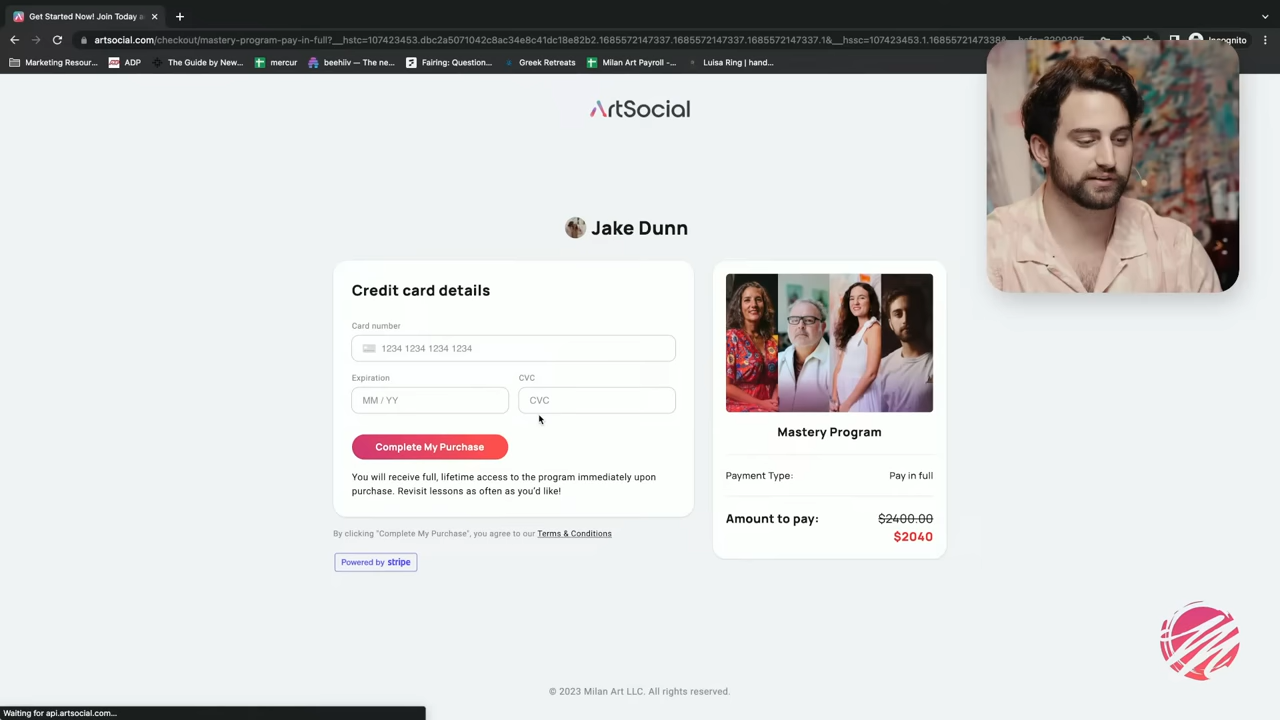 Get Started Now! Join Today a
artsocial.com/checkout/mastery-program-pay-in-full?__hstc=107423453.dbc2a5071042c8ac34e8c41dc18e82b2.1685572147337.1685572147337.1685572147337.1&__hssc=107423453.1.1685572147338&
Incognito
Marketing Resour...
ADP
The Guide by New...
mercur
beehiiv — The ne...
Fairing: Question...
Greek Retreats
Milan Art Payroll -...
Luisa Ring | hand...
ArtSocial
Jake Dunn
Credit card details
Card number
1234 1234 1234 1234
Expiration
CVC
MM / YY
CVC
Complete My Purchase
You will receive full, lifetime access to the program immediately upon
purchase. Revisit lessons as often as you'd like!
By clicking "Complete My Purchase", you agree to our Terms & Conditions
Powered by stripe
Mastery Program
Payment Type:
Pay in full
Amount to pay:
$2400.00
$2040
© 2023 Milan Art LLC. All rights reserved.
Waiting for api.artsocial.com...